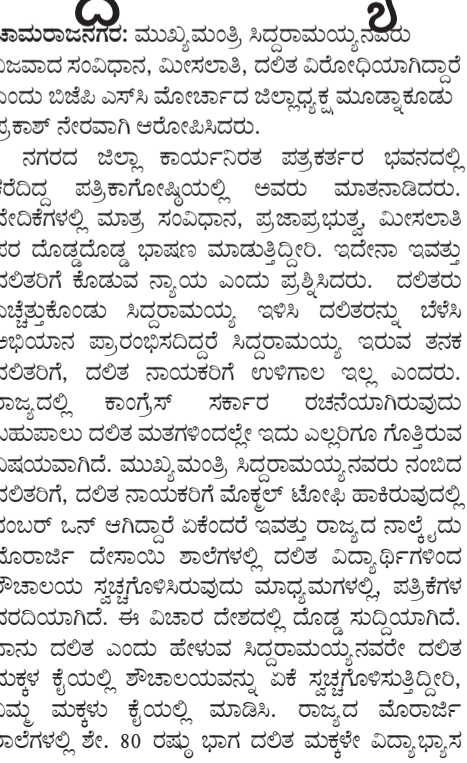 ಚಾಮರಾಜನಗರ: ಮುಖ್ಯಮಂತ್ರಿ ಸಿದ್ದರಾಮಯ್ಯನವರು
ನಿಜವಾದ ಸಂವಿಧಾನ, ಮೀಸಲಾತಿ, ದಲಿತ ವಿರೋಧಿಯಾಗಿದ್ದಾರೆ
ಎಂದು ಬಿಜೆಪಿ ಎಸ್‌ಸಿ ಮೋರ್ಚಾದ ಜಿಲ್ಲಾಧ್ಯಕ್ಷ ಮೂಡ್ನಾಕೂಡು
ಪ್ರಕಾಶ್ ನೇರವಾಗಿ ಆರೋಪಿಸಿದರು.
ನಗರದ ಜಿಲ್ಲಾ ಕಾರ್ಯನಿರತ ಪತ್ರಕರ್ತರ ಭವನದಲ್ಲಿ
ಕರೆದಿದ್ದ ಪತ್ರಿಕಾಗೋಷ್ಠಿಯಲ್ಲಿ ಅವರು ಮಾತನಾಡಿದರು.
ವೇದಿಕೆಗಳಲ್ಲಿ ಮಾತ್ರ ಸಂವಿಧಾನ, ಪ್ರಜಾಪ್ರಭುತ್ವ, ಮೀಸಲಾತಿ
ಪರ ದೊಡ್ಡದೊಡ್ಡ ಭಾಷಣ ಮಾಡುತ್ತಿದ್ದೀರಿ. ಇದೇನಾ ಇವತ್ತು
ದಲಿತರಿಗೆ ಕೊಡುವ ನ್ಯಾಯ ಎಂದು ಪ್ರಶ್ನಿಸಿದರು. ದಲಿತರು
ಎಚ್ಚೆತ್ತುಕೊಂಡು ಸಿದ್ದರಾಮಯ್ಯ ಇಳಿಸಿ ದಲಿತರನ್ನು ಬೆಳೆಸಿ
ಅಭಿಯಾನ ಪ್ರಾರಂಭಿಸದಿದ್ದರೆ ಸಿದ್ದರಾಮಯ್ಯ ಇರುವ ತನಕ
ದಲಿತರಿಗೆ, ದಲಿತ ನಾಯಕರಿಗೆ ಉಳಿಗಾಲ ಇಲ್ಲ ಎಂದರು.
ರಾಜ್ಯದಲ್ಲಿ ಕಾಂಗ್ರೆಸ್ ಸರ್ಕಾರ ರಚನೆಯಾಗಿರುವುದು
ಬಹುಪಾಲು ದಲಿತ ಮತಗಳಿಂದಲ್ಲೇ ಇದು ಎಲ್ಲರಿಗೂ ಗೊತ್ತಿರುವ
ವಿಷಯವಾಗಿದೆ. ಮುಖ್ಯಮಂತ್ರಿ ಸಿದ್ದರಾಮಯ್ಯನವರು ನಂಬಿದ
ದಲಿತರಿಗೆ, ದಲಿತ ನಾಯಕರಿಗೆ ಮೊಕ್ಮಲ್ ಟೋಫಿ ಹಾಕಿರುವುದಲ್ಲಿ
ನಂಬರ್ ಒನ್ ಆಗಿದ್ದಾರೆ ಏಕೆಂದರೆ ಇವತ್ತು ರಾಜ್ಯದ ನಾಲ್ಕೈದು
ಮೊರಾರ್ಜಿ ದೇಸಾಯಿ ಶಾಲೆಗಳಲ್ಲಿ ದಲಿತ ವಿದ್ಯಾರ್ಥಿಗಳಿಂದ
ಶೌಚಾಲಯ ಸ್ವಚ್ಚಗೊಳಿಸಿರುವುದು ಮಾಧ್ಯಮಗಳಲ್ಲಿ, ಪತ್ರಿಕೆಗಳ
ವರದಿಯಾಗಿದೆ. ಈ ವಿಚಾರ ದೇಶದಲ್ಲಿ ದೊಡ್ಡ ಸುದ್ದಿಯಾಗಿದೆ.
ನಾನು ದಲಿತ ಎಂದು ಹೇಳುವ ಸಿದ್ದರಾಮಯ್ಯನವರೇ ದಲಿತ
ಮಕ್ಕಳ ಕೈಯಲ್ಲಿ ಶೌಚಾಲಯವನ್ನು ಏಕೆ ಸ್ವಚ್ಚಗೊಳಿಸುತ್ತಿದ್ದೀರಿ,
ನಿಮ್ಮ ಮಕ್ಕಳು ಕೈಯಲ್ಲಿ ಮಾಡಿಸಿ. ರಾಜ್ಯದ ಮೊರಾರ್ಜಿ
ಶಾಲೆಗಳಲ್ಲಿ ಶೇ. 80 ರಷ್ಟು ಭಾಗ ದಲಿತ ಮಕ್ಕಳೇ ವಿದ್ಯಾಭ್ಯಾಸ